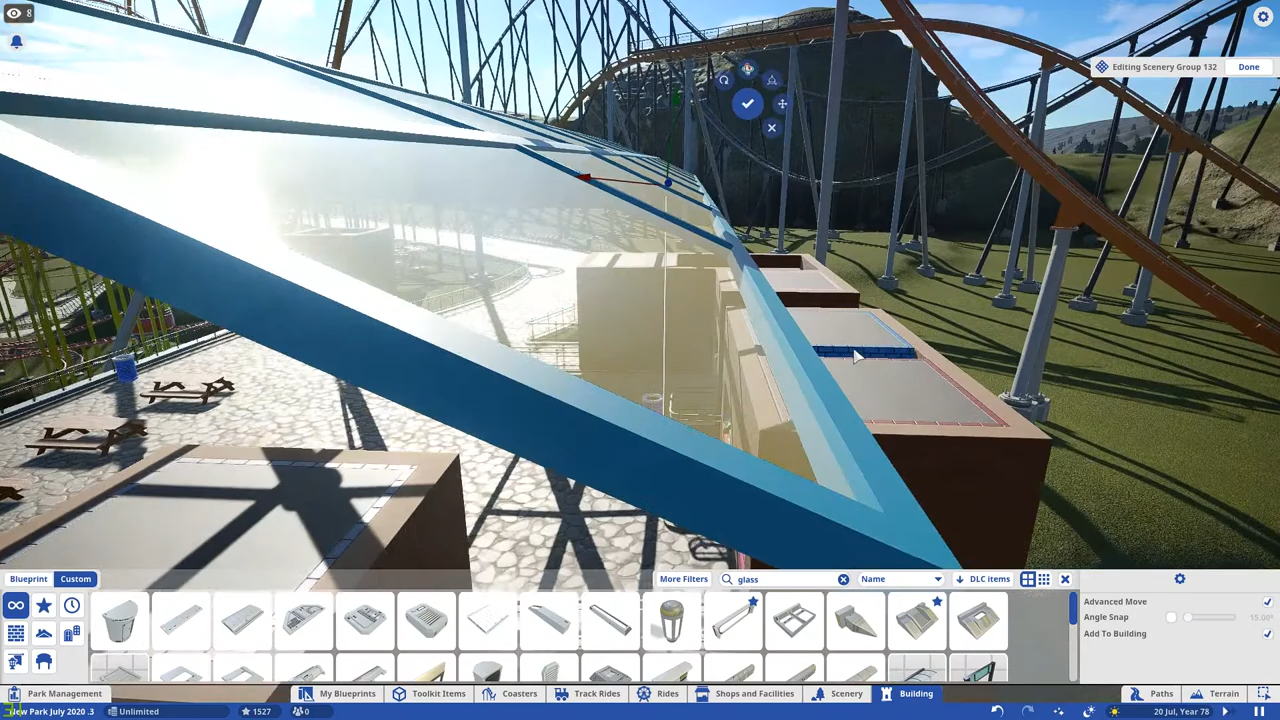 8
Editing Scenery Group 132 Done
Blueprint Custom More Filters glass Name DLC items
Advanced Move
Angle Snap 15.00°
Add To Building
Park Management My Blueprints Toolkit Items Coasters Track Rides Rides Shops and Facilities Scenery Building Paths Terrain
New Park July 2020 .3 Unlimited 1527 0 20 Jul, Year 78